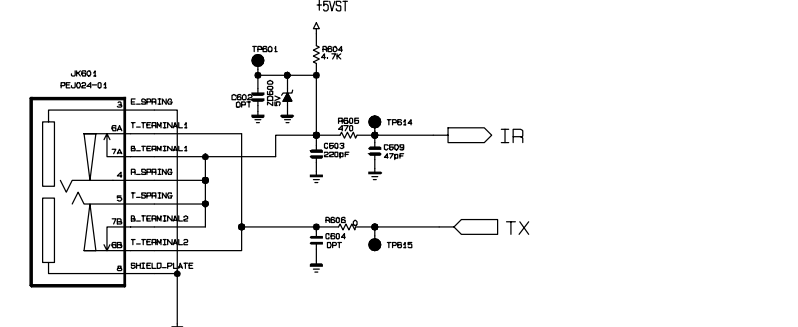 +5VST
TP601
R604
4.7K
JK601
PEJ024-01
C602
OPT
ZD600
5V
3 E_SPRING
6A T_TERMINAL1
7A B_TERMINAL1
4 R_SPRING
5 T_SPRING
7B B_TERMINAL2
6B T_TERMINAL2
8 SHIELD_PLATE
R605
470
TP614
IR
C603
220pF
C609
47pF
R606
0
TX
C604
OPT
TP615